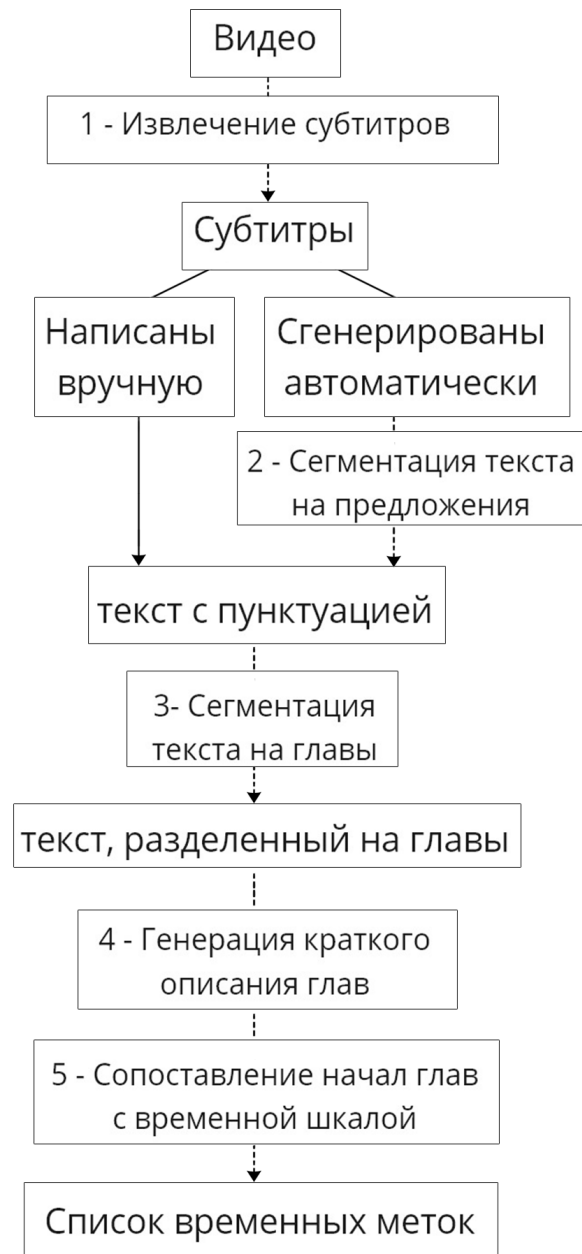 Видео
1 - Извлечение субтитров
Субтитры
Написаны
вручную
Сгенерированы
автоматически
2 - Сегментация текста
на предложения
текст с пунктуацией
3- Сегментация
текста на главы
текст, разделенный на главы
4 - Генерация краткого
описания глав
5 - Сопоставление начал глав
с временной шкалой
Список временных меток